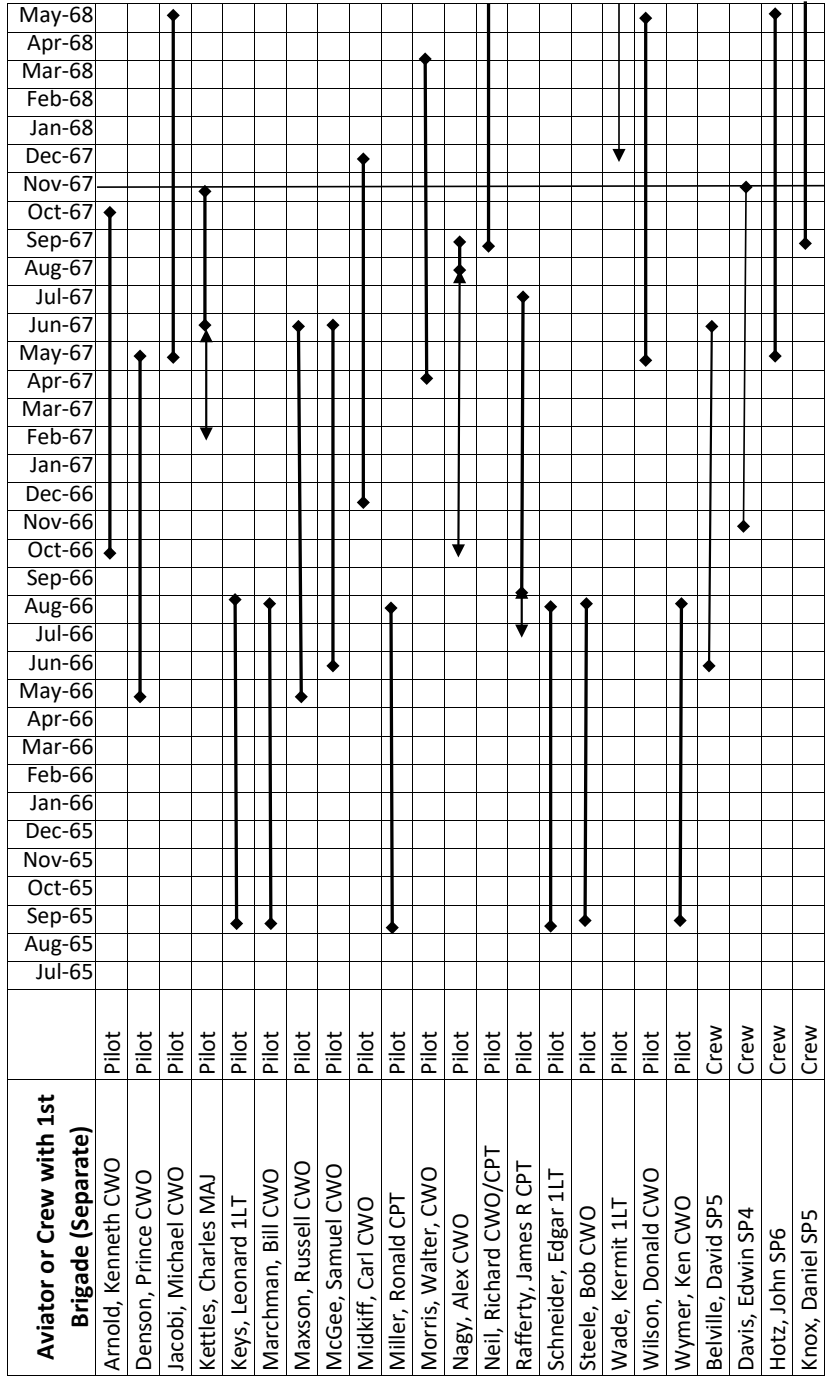 May-68
Apr-68
Mar-68
Feb-68
Jan-68
Dec-67
Nov-67
Oct-67
Sep-67
Aug-67
Jul-67
Jun-67
May-67
Apr-67
Mar-67
Feb-67
Jan-67
Dec-66
Nov-66
Oct-66
Sep-66
Aug-66
Jul-66
Jun-66
May-66
Apr-66
Mar-66
Feb-66
Jan-66
Dec-65
Nov-65
Oct-65
Sep-65
Aug-65
Jul-65
Aviator or Crew with 1st
Brigade (Separate)
Arnold, Kenneth CWO Pilot
Denson, Prince CWO Pilot
Jacobi, Michael CWO Pilot
Kettles, Charles MAJ Pilot
Keys, Leonard 1LT Pilot
Marchman, Bill CWO Pilot
Maxson, Russell CWO Pilot
McGee, Samuel CWO Pilot
Midkiff, Carl CWO Pilot
Miller, Ronald CPT Pilot
Morris, Walter, CWO Pilot
Nagy, Alex CWO Pilot
Neil, Richard CWO/CPT Pilot
Rafferty, James R CPT Pilot
Schneider, Edgar 1LT Pilot
Steele, Bob CWO Pilot
Wade, Kermit 1LT Pilot
Wilson, Donald CWO Pilot
Wymer, Ken CWO Pilot
Belville, David SP5 Crew
Davis, Edwin SP4 Crew
Hotz, John SP6 Crew
Knox, Daniel SP5 Crew